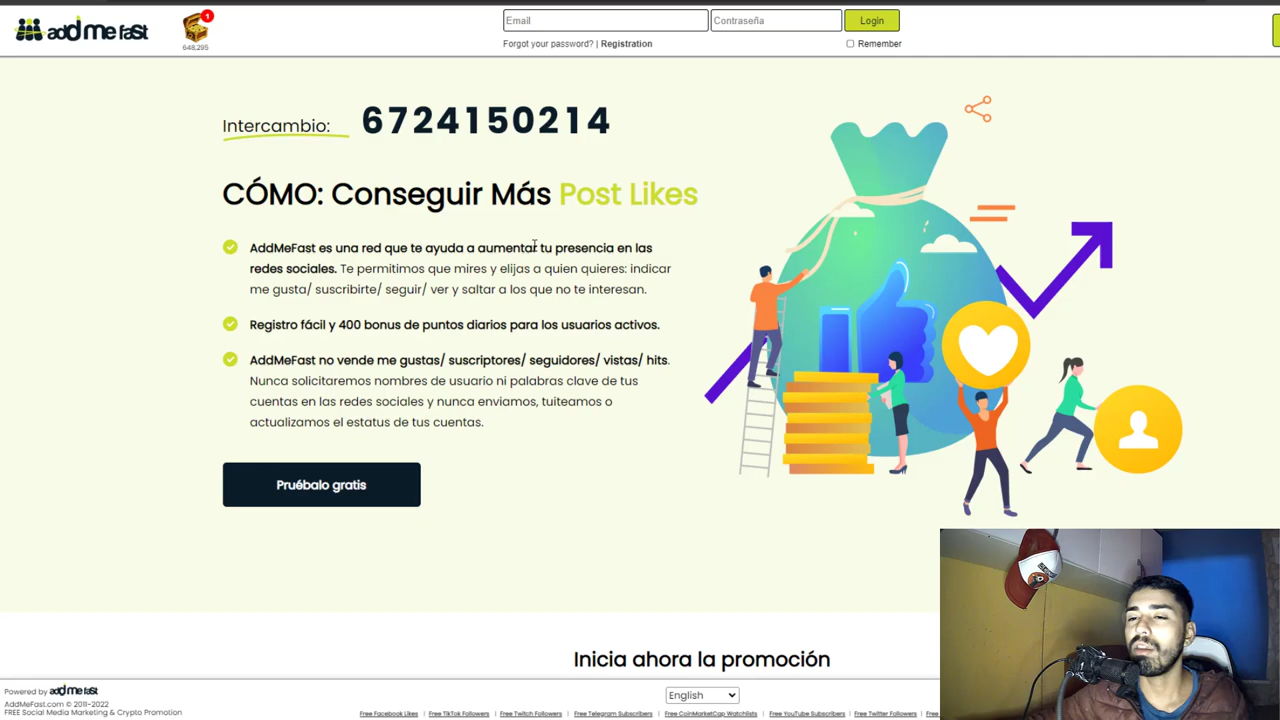 add me fast
1
648,295
Email
Contraseña
Login
Forgot your password? | Registration
Remember
Intercambio: 6724150214
CÓMO: Conseguir Más Post Likes
AddMeFast es una red que te ayuda a aumentar tu presencia en las
redes sociales. Te permitimos que mires y elijas a quien quieres: indicar
me gusta/ suscribirte/ seguir/ ver y saltar a los que no te interesan.
Registro fácil y 400 bonus de puntos diarios para los usuarios activos.
AddMeFast no vende me gustas/ suscriptores/ seguidores/ vistas/ hits.
Nunca solicitaremos nombres de usuario ni palabras clave de tus
cuentas en las redes sociales y nunca enviamos, tuiteamos o
actualizamos el estatus de tus cuentas.
Pruébalo gratis
Inicia ahora la promoción
Powered by add me fast
AddMeFast.com © 2011-2022
FREE Social Media Marketing & Crypto Promotion
English
Free Facebook Likes | Free TikTok Followers | Free Twitch Followers | Free Telegram Subscribers | Free CoinMarketCap Watchlists | Free YouTube Subscribers | Free Twitter Followers |